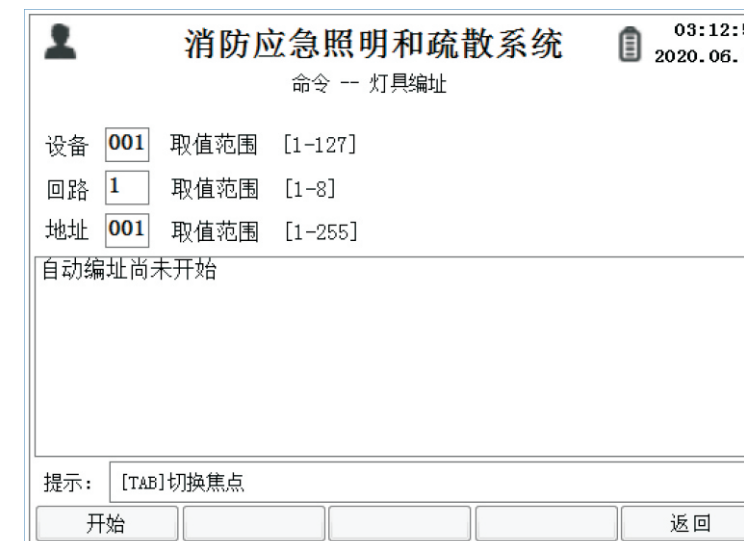 消防应急照明和疏散系统
03:12:
2020.06.
命令 -- 灯具编址
设备 001 取值范围 [1-127]
回路 1 取值范围 [1-8]
地址 001 取值范围 [1-255]
自动编址尚未开始
提示： [TAB]切换焦点
开始 返回